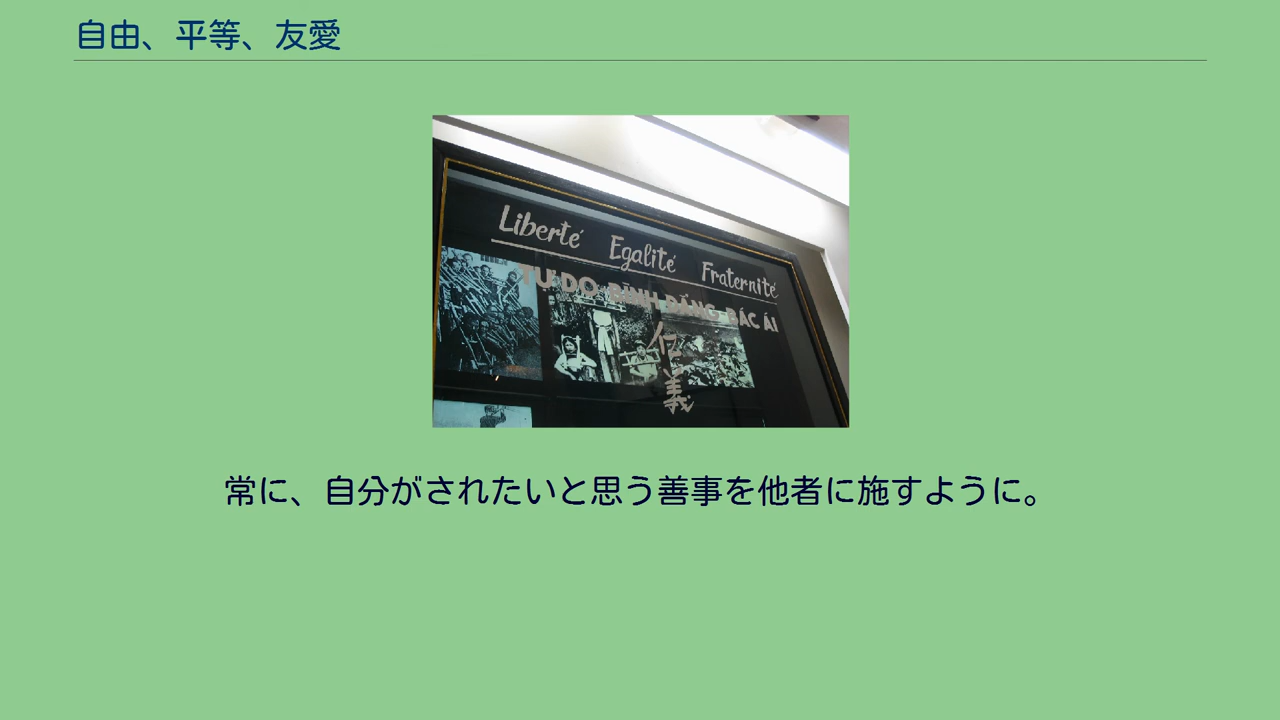 自由、平等、友愛
Liberté Egalité Fraternité
TỰ DO BÌNH ĐẲNG BÁC ÁI
仁
義
常に、自分がされたいと思う善事を他者に施すように。